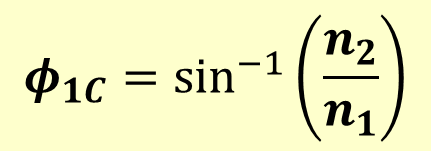 ϕ₁C = sin⁻¹ (n₂/n₁)